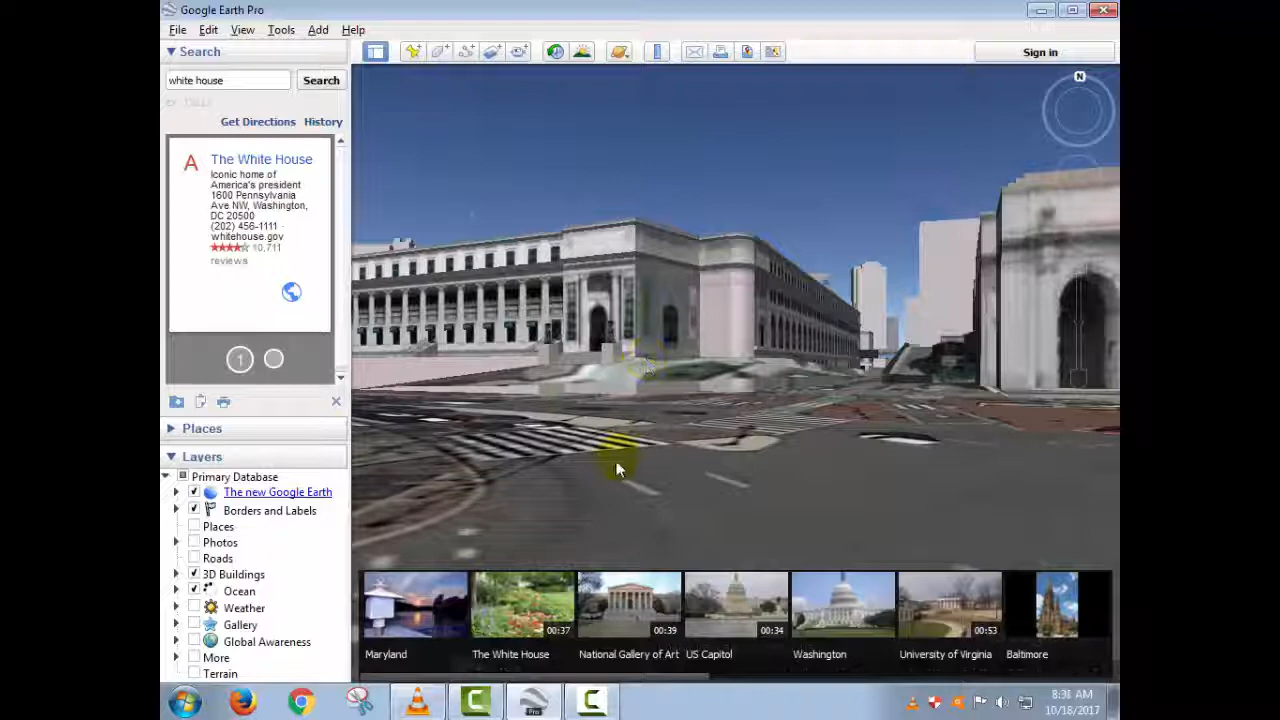 Google Earth Pro
File Edit View Tools Add Help
Search
Sign in
white house
Search
Get Directions History
A
The White House
Iconic home of
America's president
1600 Pennsylvania
Ave NW, Washington,
DC 20500
(202) 456-1111 ·
whitehouse.gov
10,711
reviews
1
N
Places
Layers
Primary Database
The new Google Earth
Borders and Labels
Places
Photos
Roads
3D Buildings
Ocean
Weather
Gallery
Global Awareness
More
Terrain
00:37 00:39 00:34 00:53
Maryland The White House National Gallery of Art US Capitol Washington University of Virginia Baltimore
Pro
8:38 AM
10/18/2017